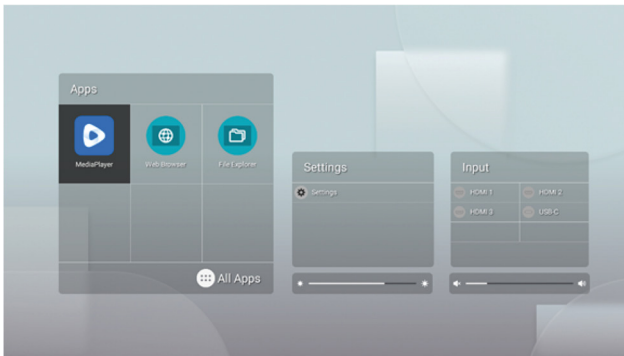 Apps
MediaPlayer
Web Browser
File Explorer
All Apps
Settings
Settings
Input
HDMI 1
HDMI 2
HDMI 3
USB-C